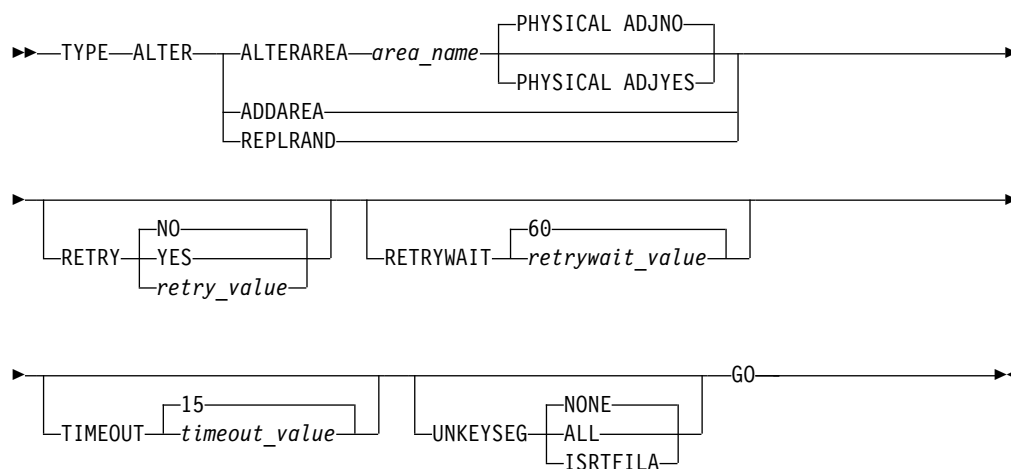 PHYSICAL ADJNO
TYPE ALTER ALTERAREA area_name
PHYSICAL ADJYES
ADDAREA
REPLRAND
NO
RETRY YES
retry_value
60
RETRYWAIT retrywait_value
15
TIMEOUT timeout_value
NONE
UNKEYSEG ALL
ISRTFILA
GO